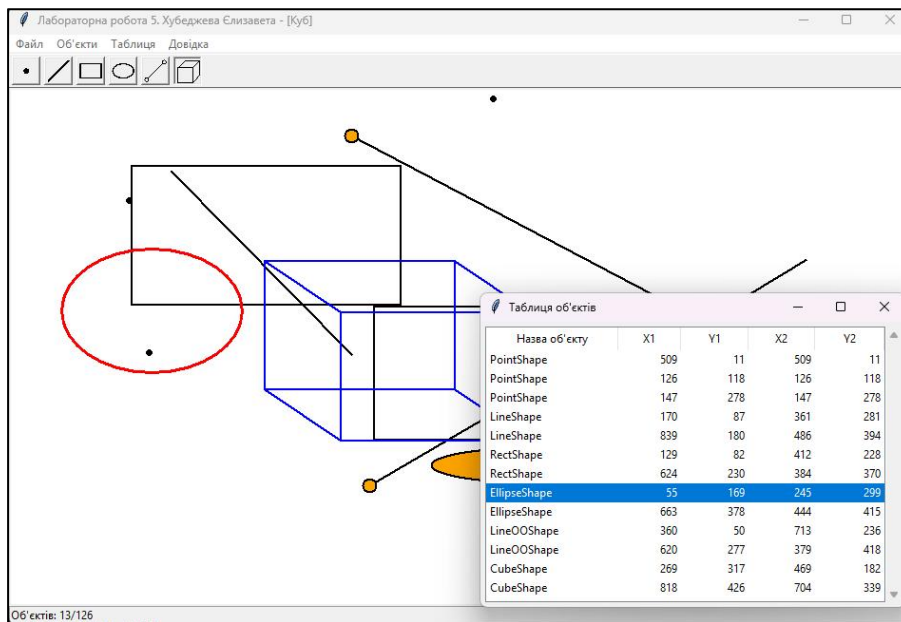 Лабораторна робота 5. Хубеджева Єлизавета - [Куб]
Файл Об'єкти Таблиця Довідка
Таблиця об'єктів
Назва об'єкту X1 Y1 X2 Y2
PointShape 509 11 509 11
PointShape 126 118 126 118
PointShape 147 278 147 278
LineShape 170 87 361 281
LineShape 839 180 486 394
RectShape 129 82 412 228
RectShape 624 230 384 370
EllipseShape 55 169 245 299
EllipseShape 663 378 444 415
LineOOShape 360 50 713 236
LineOOShape 620 277 379 418
CubeShape 269 317 469 182
CubeShape 818 426 704 339
Об'єктів: 13/126